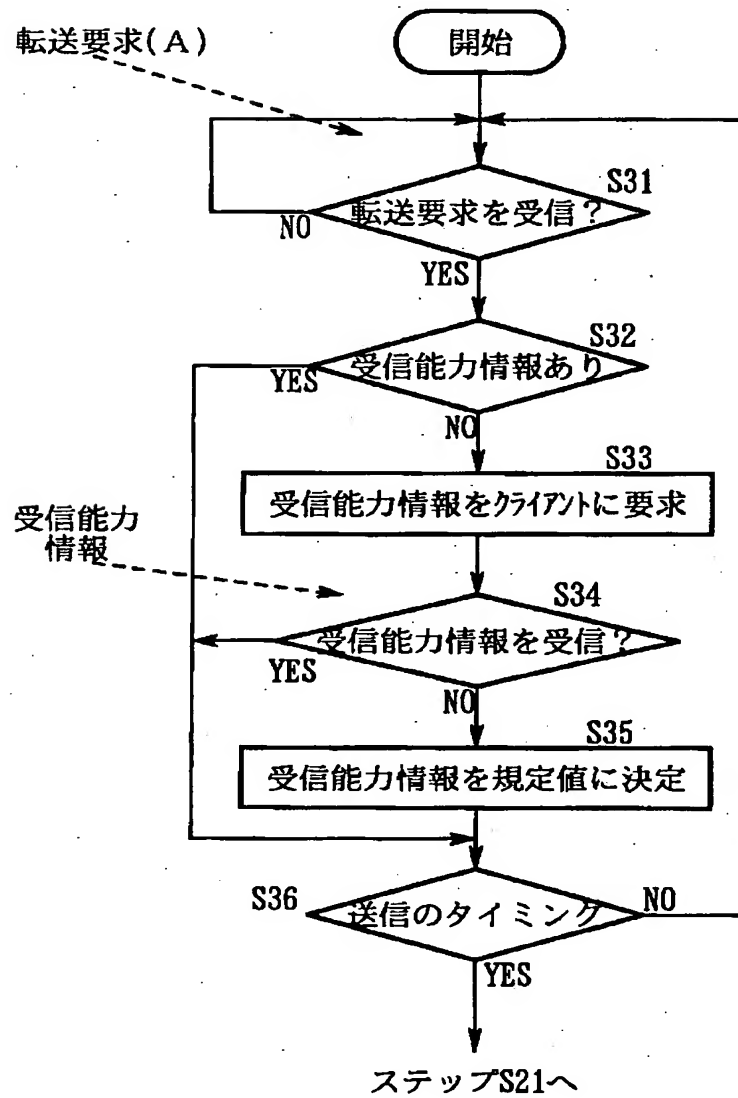 転送要求(A)
開始
S31
転送要求を受信?
NO
YES
S32
受信能力情報あり
YES
NO
S33
受信能力情報をクライアントに要求
受信能力
情報
S34
受信能力情報を受信?
YES
NO
S35
受信能力情報を規定値に決定
S36
送信のタイミング
NO
YES
ステップS21へ